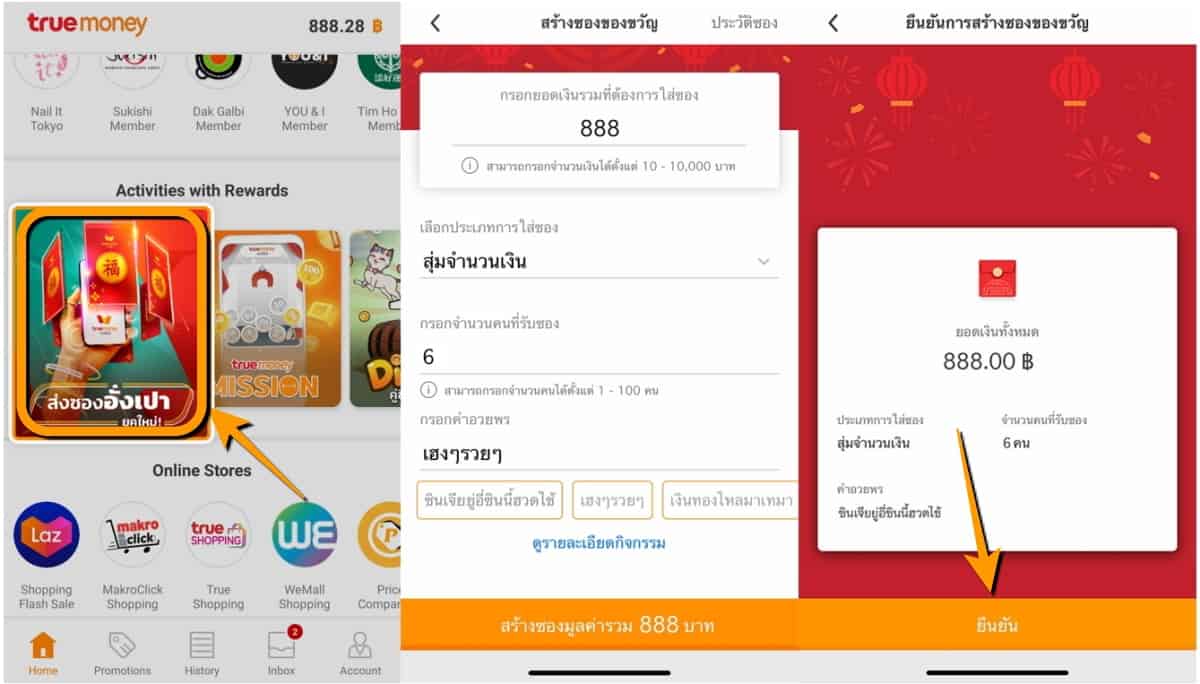 truemoney
888.28 ฿
Nail It
Tokyo
Sukishi
Member
Dak Galbi
Member
YOU & I
Member
Tim Ho
Memb
Activities with Rewards
福
truemoney
ส่งซองอั่งเปา
ยุคใหม่!
100
truemoney
MISSION
Di
Online Stores
Laz
makro
click
true
SHOPPING
WE
P
Shopping
Flash Sale
MakroClick
Shopping
True
Shopping
WeMall
Shopping
Price
Compar
2
Home
Promotions
History
Inbox
Account
สร้างซองของขวัญ
ประวัติซอง
กรอกยอดเงินรวมที่ต้องการใส่ซอง
888
สามารถกรอกจำนวนเงินได้ตั้งแต่ 10 - 10,000 บาท
เลือกประเภทการใส่ซอง
สุ่มจำนวนเงิน
กรอกจำนวนคนที่รับซอง
6
สามารถกรอกจำนวนคนได้ตั้งแต่ 1 - 100 คน
กรอกคำอวยพร
เฮงๆรวยๆ
ซินเจียยู่อี่ซินนี้ฮวดไช้
เฮงๆรวยๆ
เงินทองไหลมาเทมา
ดูรายละเอียดกิจกรรม
สร้างซองมูลค่ารวม 888 บาท
ยืนยันการสร้างซองของขวัญ
ยอดเงินทั้งหมด
888.00 ฿
ประเภทการใส่ซอง
สุ่มจำนวนเงิน
จำนวนคนที่รับซอง
6 คน
คำอวยพร
ซินเจียยู่อี่ซินนี้ฮวดไช้
ยืนยัน